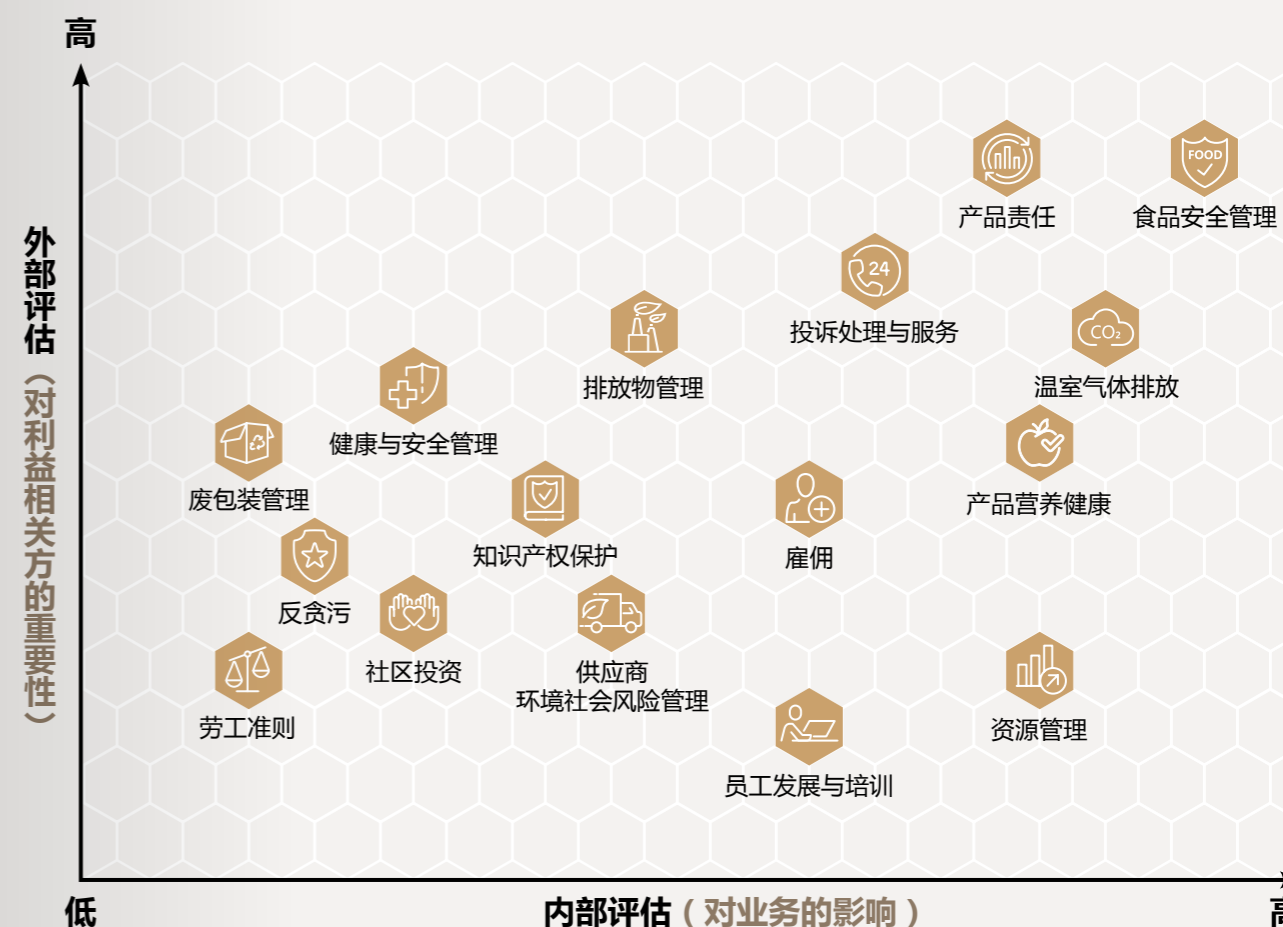 高
外部评估（对利益相关方的重要性）
产品责任
FOOD
食品安全管理
24
投诉处理与服务
CO₂
温室气体排放
排放物管理
健康与安全管理
废包装管理
产品营养健康
知识产权保护
雇佣
反贪污
社区投资
供应商
环境社会风险管理
劳工准则
资源管理
员工发展与培训
低
内部评估（对业务的影响）
高